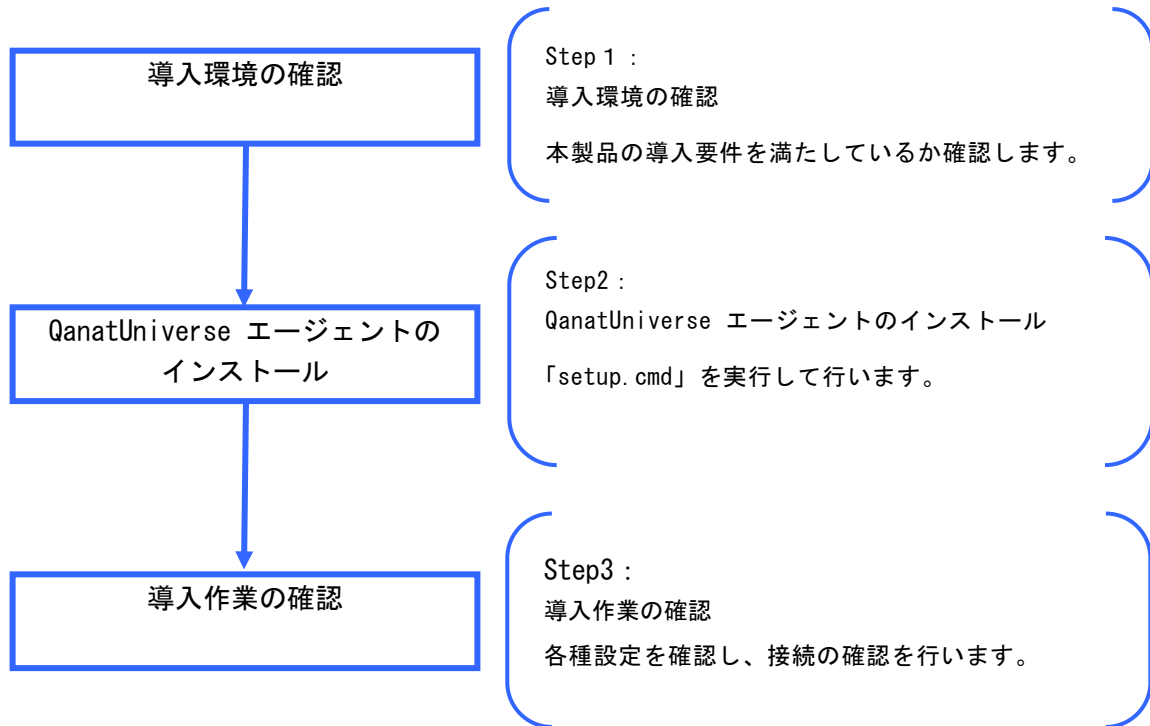 導入環境の確認
Step１：
導入環境の確認
本製品の導入要件を満たしているか確認します。
QanatUniverse エージェントの
インストール
Step2：
QanatUniverse エージェントのインストール
「setup.cmd」を実行して行います。
導入作業の確認
Step3：
導入作業の確認
各種設定を確認し、接続の確認を行います。